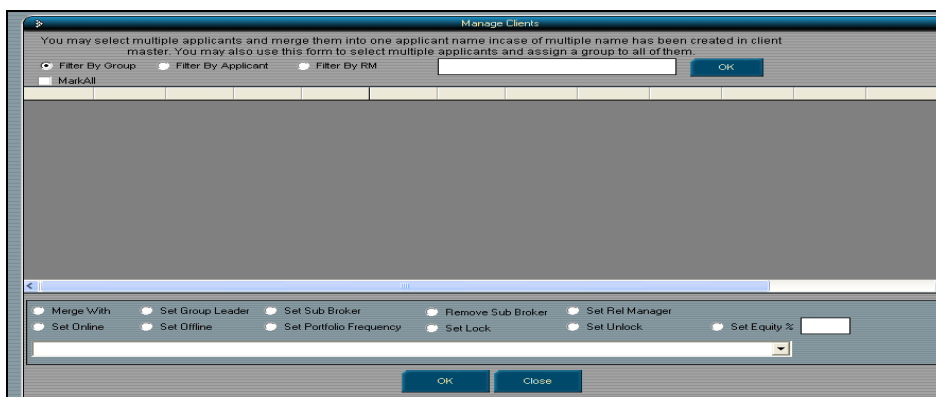 Manage Clients
You may select multiple applicants and merge them into one applicant name incase of multiple name has been created in client
master. You may also use this form to select multiple applicants and assign a group to all of them.
Filter By Group Filter By Applicant Filter By RM OK
MarkAll
Merge With Set Group Leader Set Sub Broker Remove Sub Broker Set Rel Manager
Set Online Set Offline Set Portfolio Frequency Set Lock Set Unlock Set Equity %
OK Close